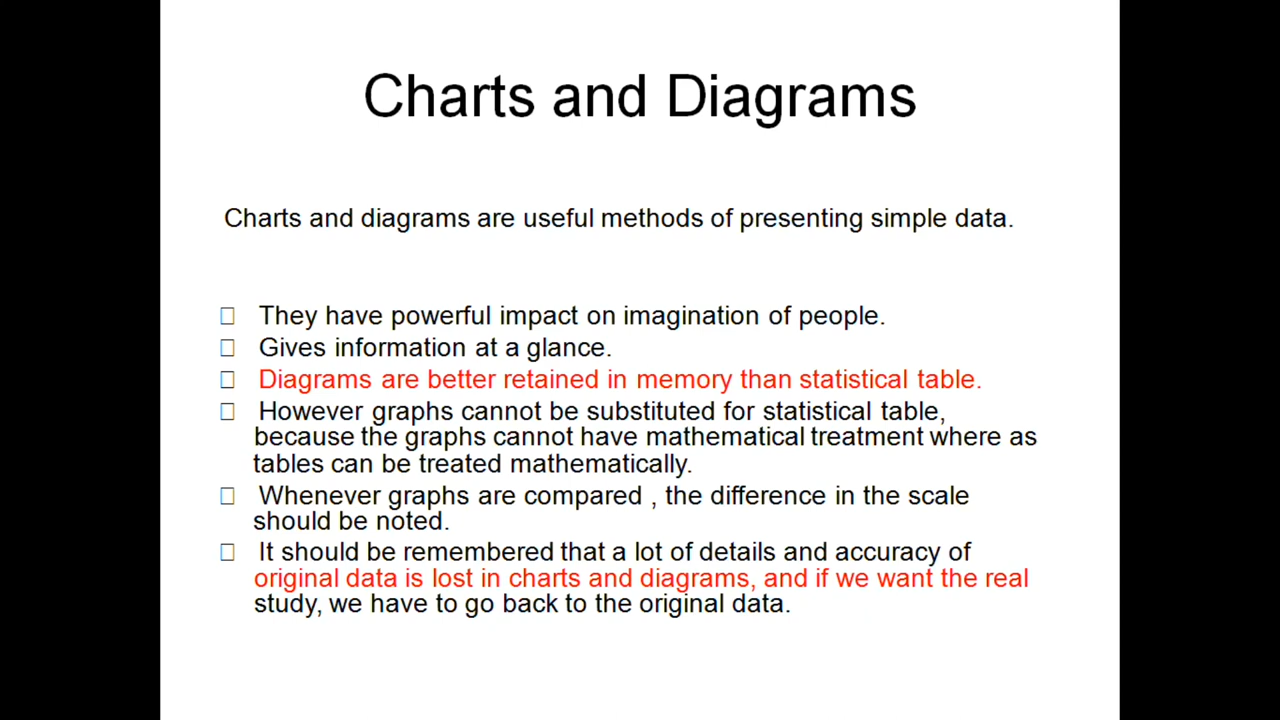 Charts and Diagrams
Charts and diagrams are useful methods of presenting simple data.
They have powerful impact on imagination of people.
Gives information at a glance.
Diagrams are better retained in memory than statistical table.
However graphs cannot be substituted for statistical table,
because the graphs cannot have mathematical treatment where as
tables can be treated mathematically.
Whenever graphs are compared , the difference in the scale
should be noted.
It should be remembered that a lot of details and accuracy of
original data is lost in charts and diagrams, and if we want the real
study, we have to go back to the original data.